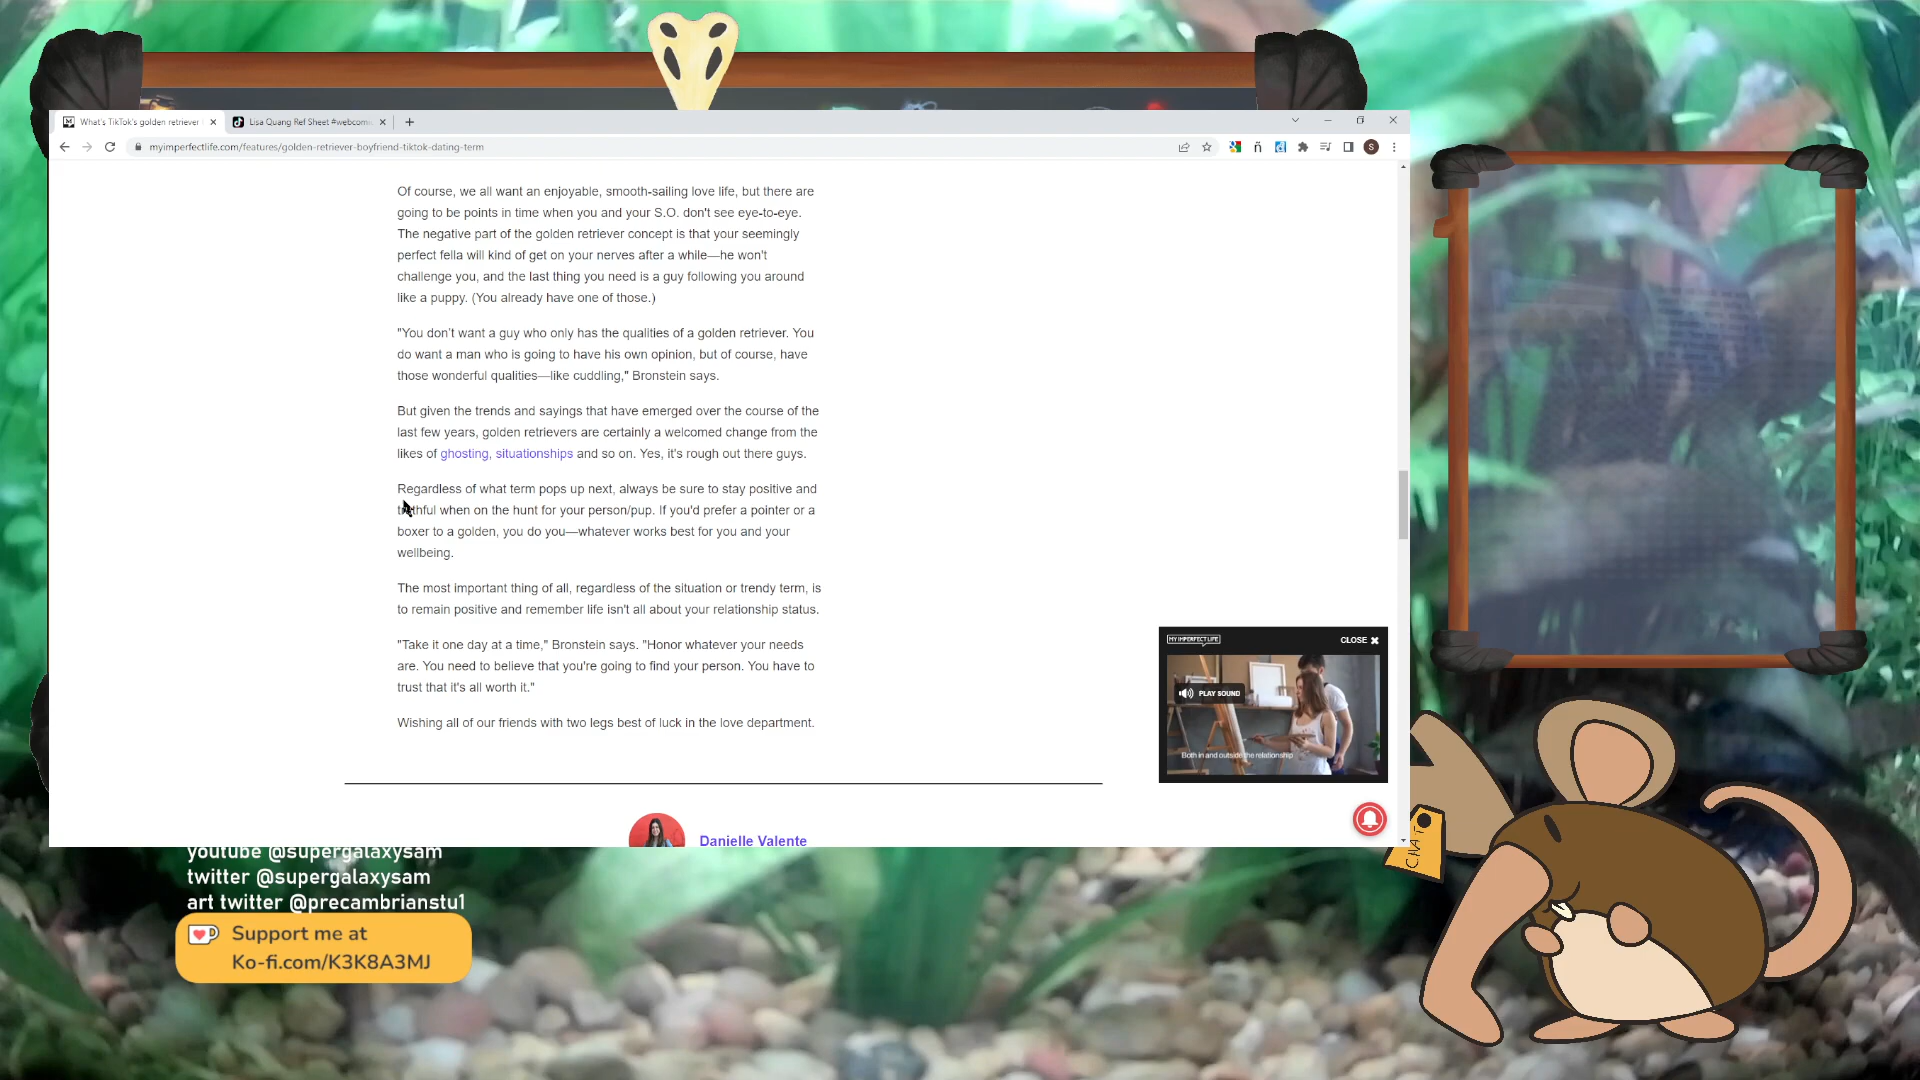 What's TikTok's golden retriever
Lisa Quang Ref Sheet #webcomic
myimperfectlife.com/features/golden-retriever-boyfriend-tiktok-dating-term
S
Of course, we all want an enjoyable, smooth-sailing love life, but there are
going to be points in time when you and your S.O. don't see eye-to-eye.
The negative part of the golden retriever concept is that your seemingly
perfect fella will kind of get on your nerves after a while—he won't
challenge you, and the last thing you need is a guy following you around
like a puppy. (You already have one of those.)
"You don't want a guy who only has the qualities of a golden retriever. You
do want a man who is going to have his own opinion, but of course, have
those wonderful qualities—like cuddling," Bronstein says.
But given the trends and sayings that have emerged over the course of the
last few years, golden retrievers are certainly a welcomed change from the
likes of ghosting, situationships and so on. Yes, it's rough out there guys.
Regardless of what term pops up next, always be sure to stay positive and
truthful when on the hunt for your person/pup. If you'd prefer a pointer or a
boxer to a golden, you do you—whatever works best for you and your
wellbeing.
The most important thing of all, regardless of the situation or trendy term, is
to remain positive and remember life isn't all about your relationship status.
"Take it one day at a time," Bronstein says. "Honor whatever your needs
are. You need to believe that you're going to find your person. You have to
trust that it's all worth it."
Wishing all of our friends with two legs best of luck in the love department.
MY IMPERFECT LIFE
CLOSE
PLAY SOUND
Both in and outside the relationship
Danielle Valente
CHAT
youtube @supergalaxysam
twitter @supergalaxysam
art twitter @precambrianstu1
Support me at
Ko-fi.com/K3K8A3MJ